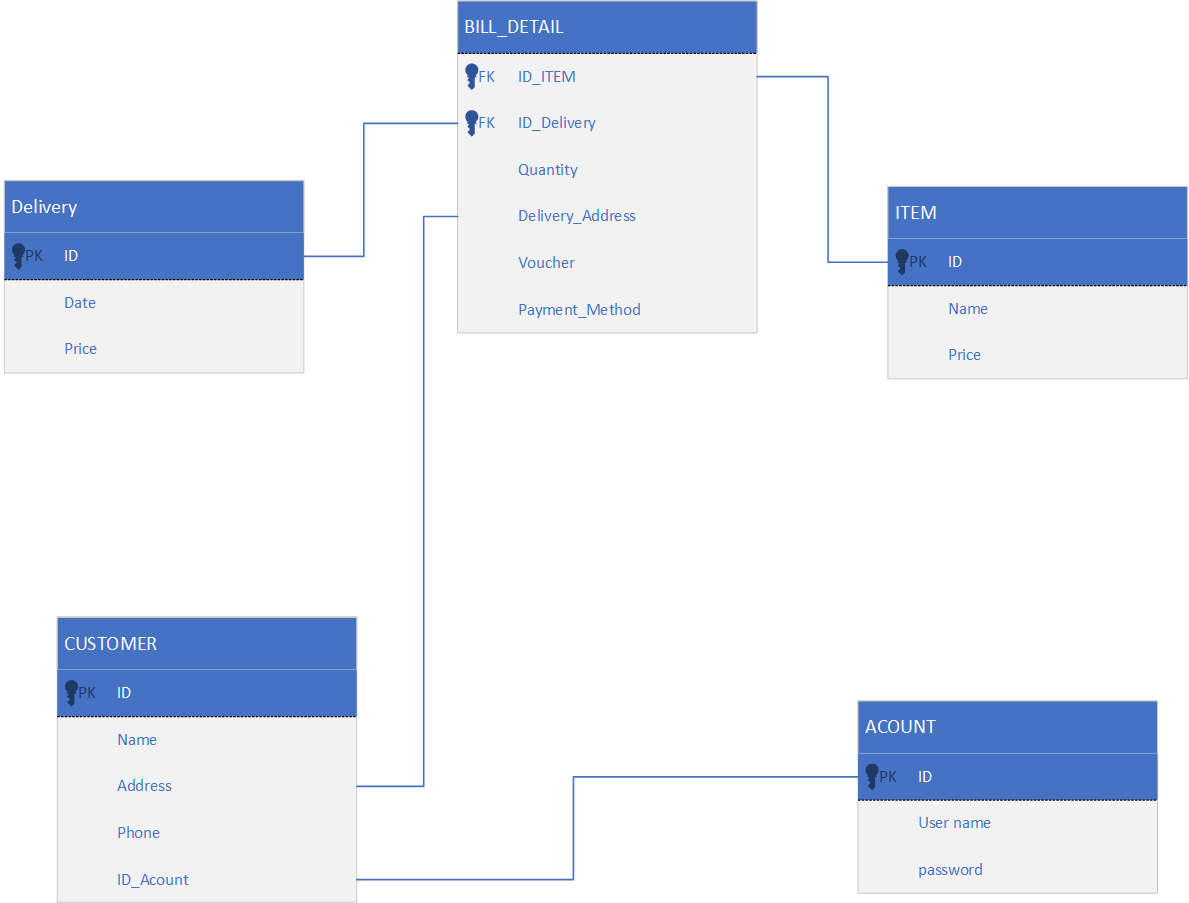 BILL_DETAIL
FK ID_ITEM
FK ID_Delivery
Quantity
Delivery_Address
Voucher
Payment_Method
Delivery
PK ID
Date
Price
ITEM
PK ID
Name
Price
CUSTOMER
PK ID
Name
Address
Phone
ID_Acount
ACOUNT
PK ID
User name
password